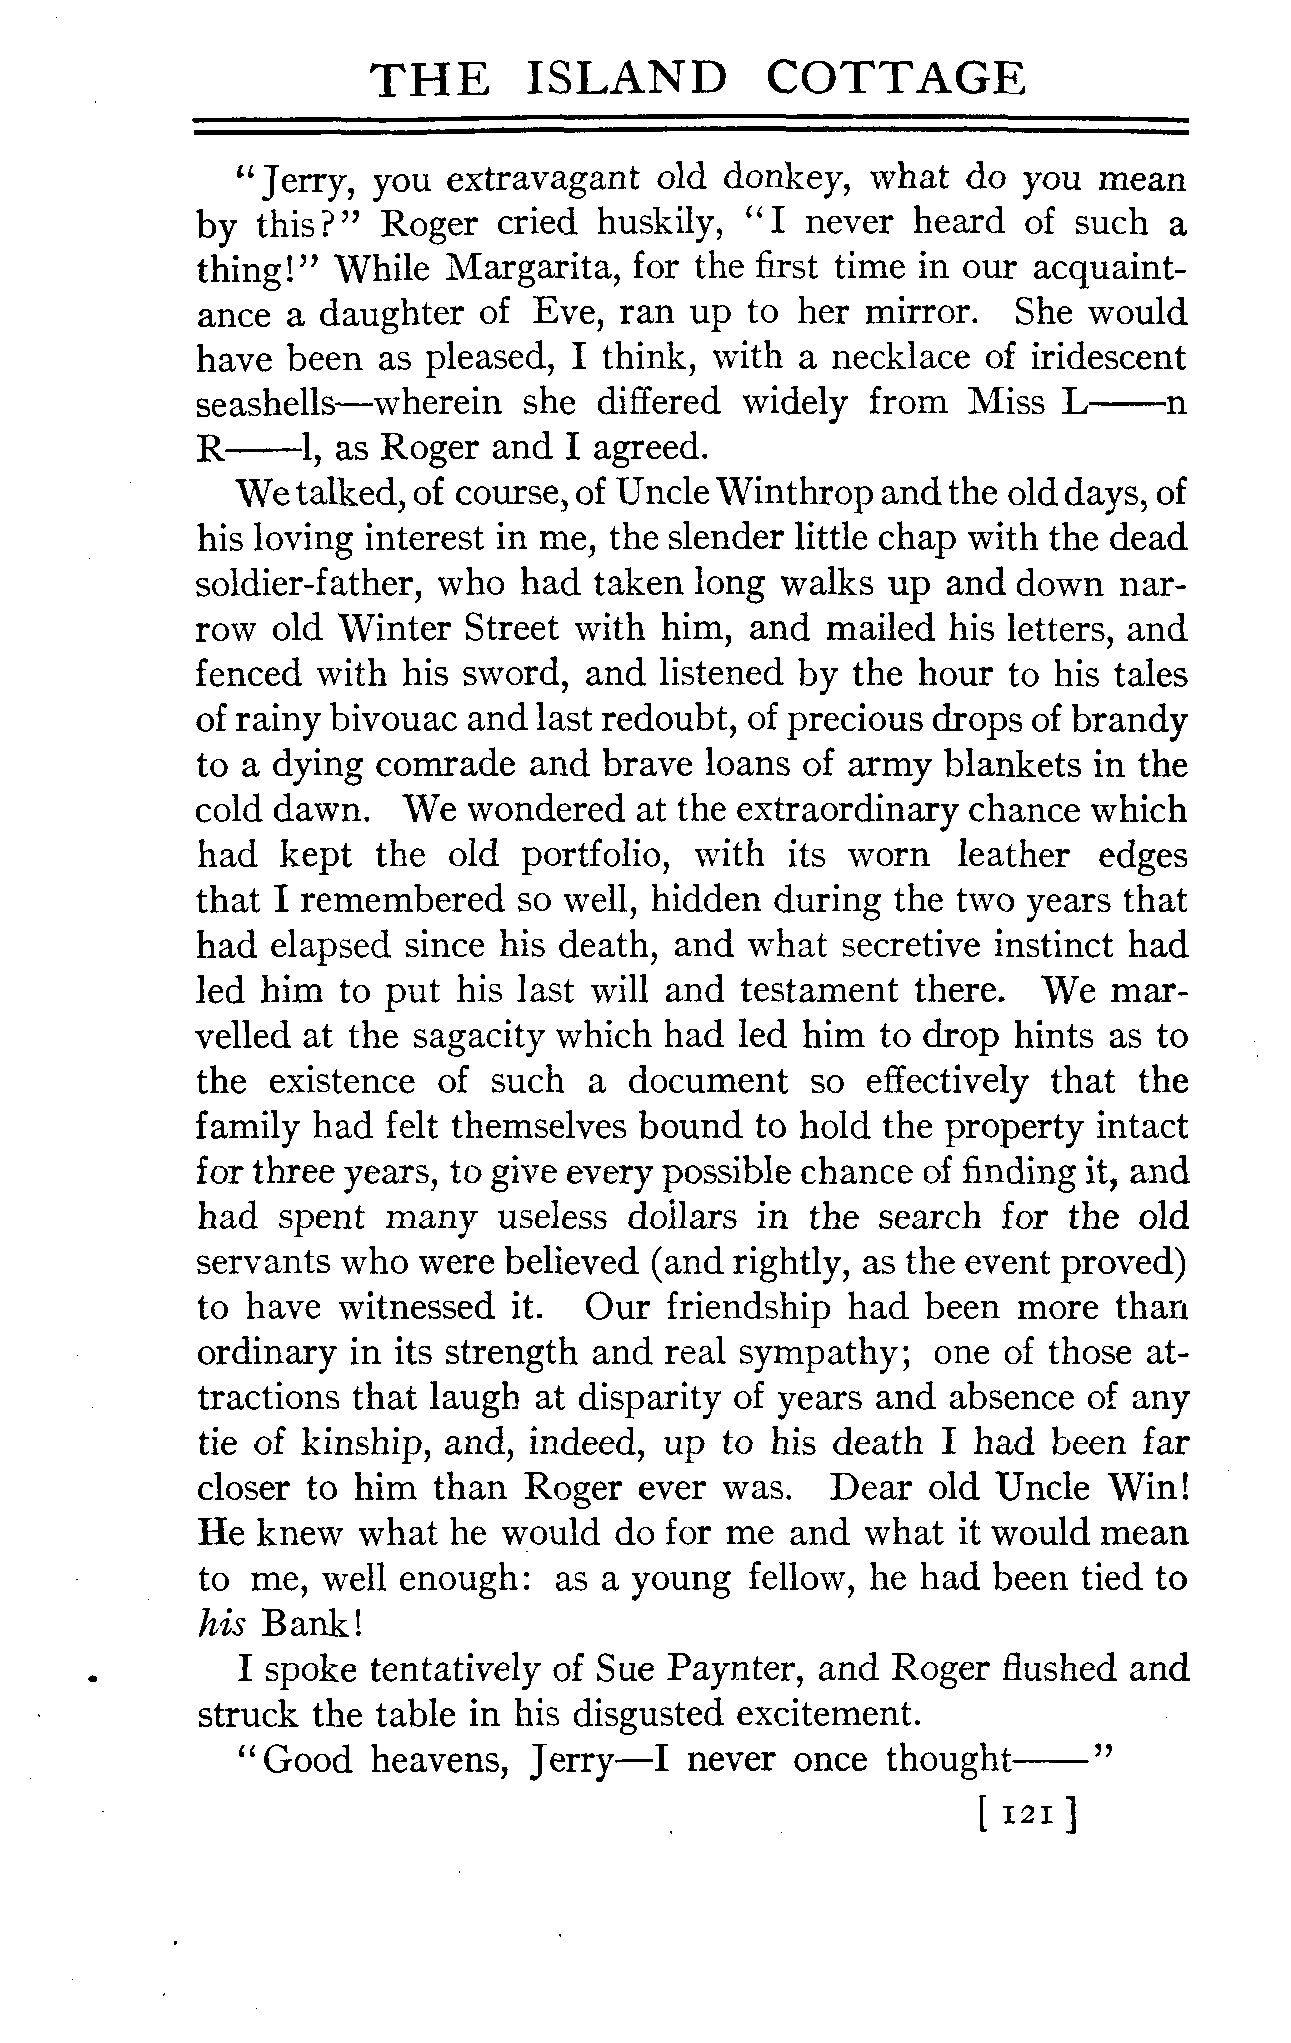 THE ISLAND COTTAGE
"Jerry, you extravagant old donkey, what do you mean
by this?" Roger cried huskily, "I never heard of such a
thing!" While Margarita, for the first time in our acquaint-
ance a daughter of Eve, ran up to her mirror. She would
have been as pleased, I think, with a necklace of iridescent
seashells—wherein she differed widely from Miss L——n
R——l, as Roger and I agreed.
We talked, of course, of Uncle Winthrop and the old days, of
his loving interest in me, the slender little chap with the dead
soldier-father, who had taken long walks up and down nar-
row old Winter Street with him, and mailed his letters, and
fenced with his sword, and listened by the hour to his tales
of rainy bivouac and last redoubt, of precious drops of brandy
to a dying comrade and brave loans of army blankets in the
cold dawn. We wondered at the extraordinary chance which
had kept the old portfolio, with its worn leather edges
that I remembered so well, hidden during the two years that
had elapsed since his death, and what secretive instinct had
led him to put his last will and testament there. We mar-
velled at the sagacity which had led him to drop hints as to
the existence of such a document so effectively that the
family had felt themselves bound to hold the property intact
for three years, to give every possible chance of finding it, and
had spent many useless dollars in the search for the old
servants who were believed (and rightly, as the event proved)
to have witnessed it. Our friendship had been more than
ordinary in its strength and real sympathy; one of those at-
tractions that laugh at disparity of years and absence of any
tie of kinship, and, indeed, up to his death I had been far
closer to him than Roger ever was. Dear old Uncle Win!
He knew what he would do for me and what it would mean
to me, well enough: as a young fellow, he had been tied to
his Bank!
I spoke tentatively of Sue Paynter, and Roger flushed and
struck the table in his disgusted excitement.
"Good heavens, Jerry—I never once thought——"
[ 121 ]